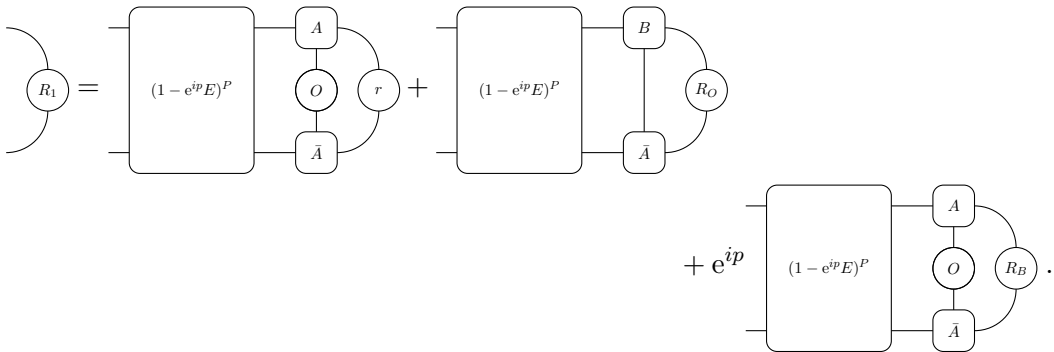 R₁ = (1 − e^{ip}E)^P A O Ā r + (1 − e^{ip}E)^P B Ā R_O
+ e^{ip} (1 − e^{ip}E)^P A O Ā R_B .